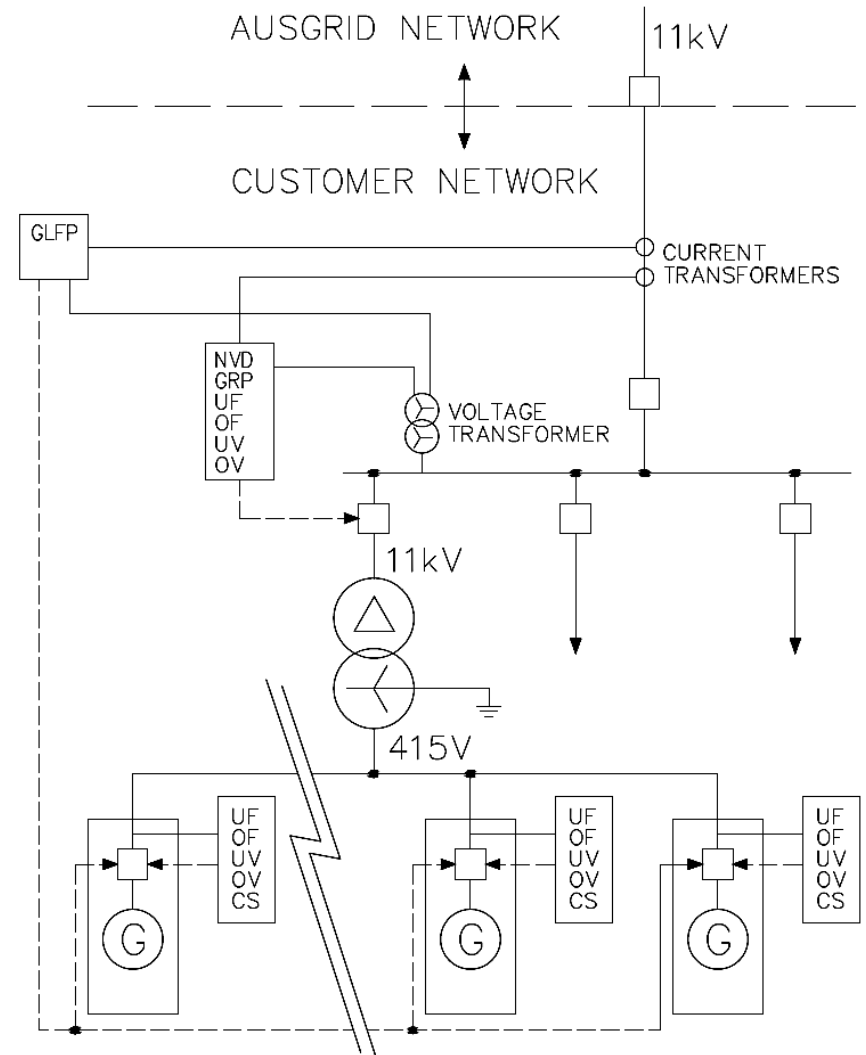 AUSGRID NETWORK
11kV
CUSTOMER NETWORK
GLFP
CURRENT
TRANSFORMERS
NVD
GRP
UF
OF
UV
OV
VOLTAGE
TRANSFORMER
11kV
415V
UF
OF
UV
OV
CS
UF
OF
UV
OV
CS
UF
OF
UV
OV
CS
G
G
G